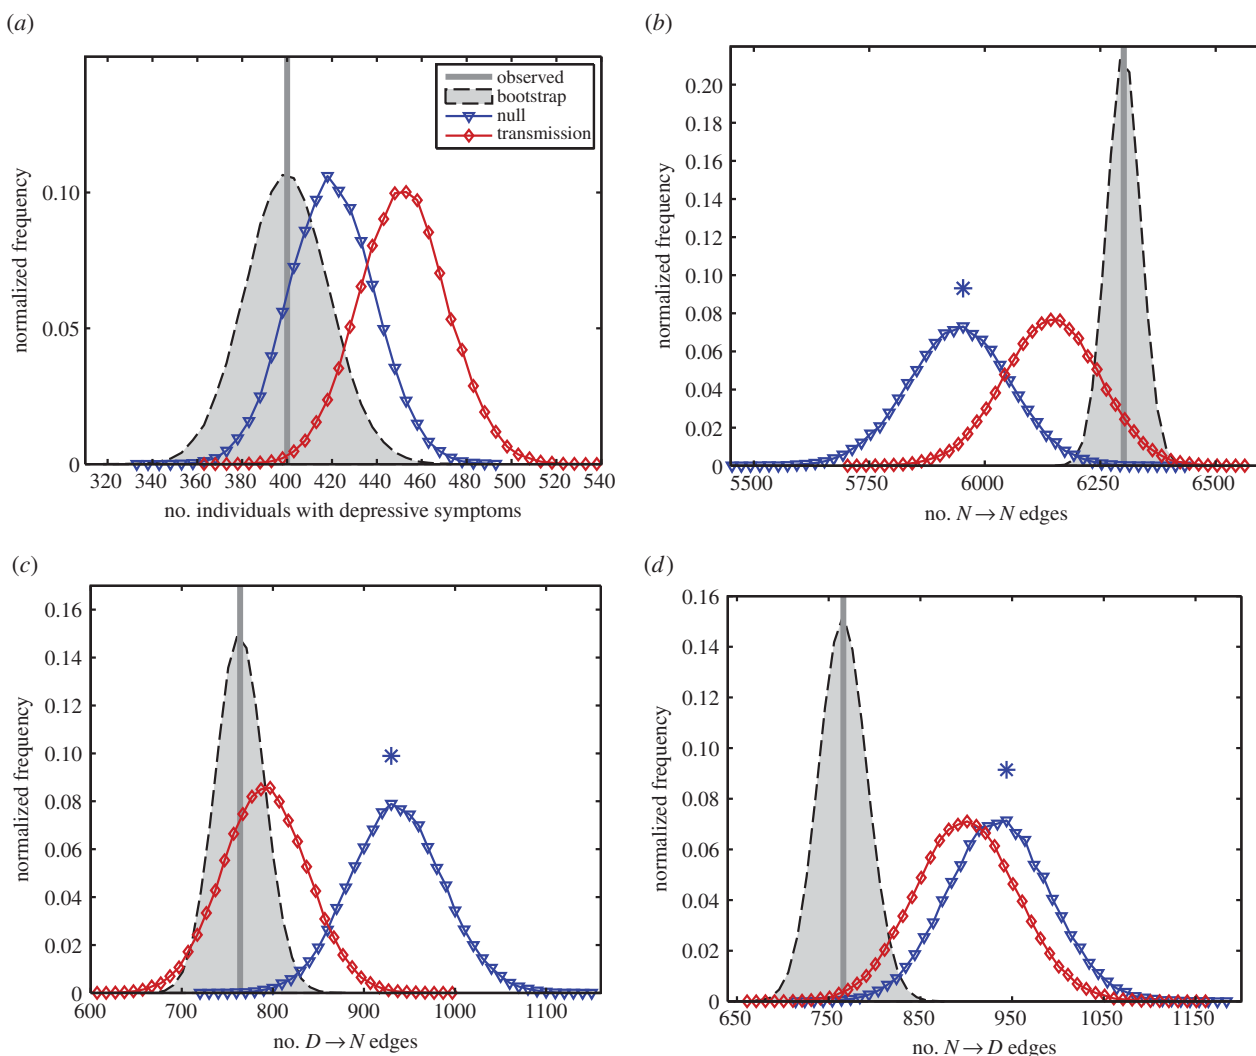 (a)
observed
bootstrap
null
transmission
0.10
0.05
0
normalized frequency
320 340 360 380 400 420 440 460 480 500 520 540
no. individuals with depressive symptoms
(b)
0.20
0.18
0.16
0.14
0.12
0.10
0.08
0.06
0.04
0.02
0
normalized frequency
5500 5750 6000 6250 6500
no. N → N edges
(c)
0.16
0.14
0.12
0.10
0.08
0.06
0.04
0.02
0
normalized frequency
600 700 800 900 1000 1100
no. D → N edges
(d)
0.16
0.14
0.12
0.10
0.08
0.06
0.04
0.02
0
normalized frequency
650 750 850 950 1050 1150
no. N → D edges